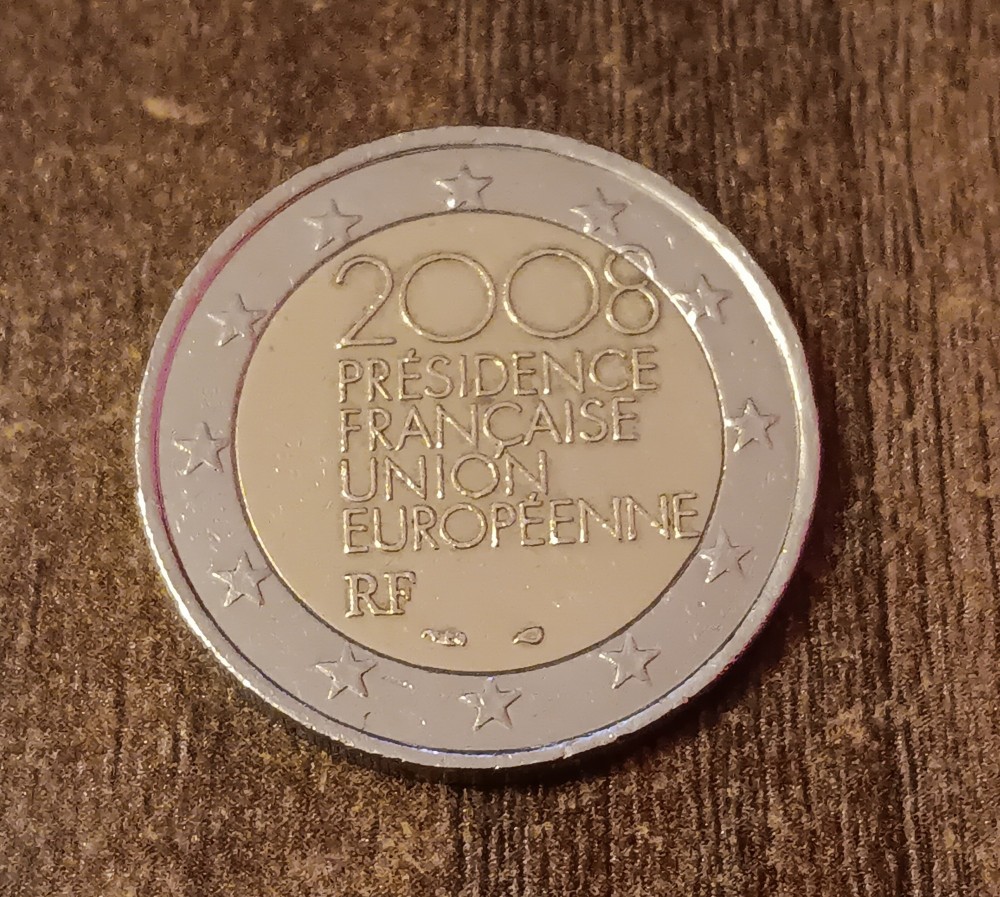 2008
PRÉSIDENCE
FRANÇAISE
UNION
EUROPÉENNE
RF